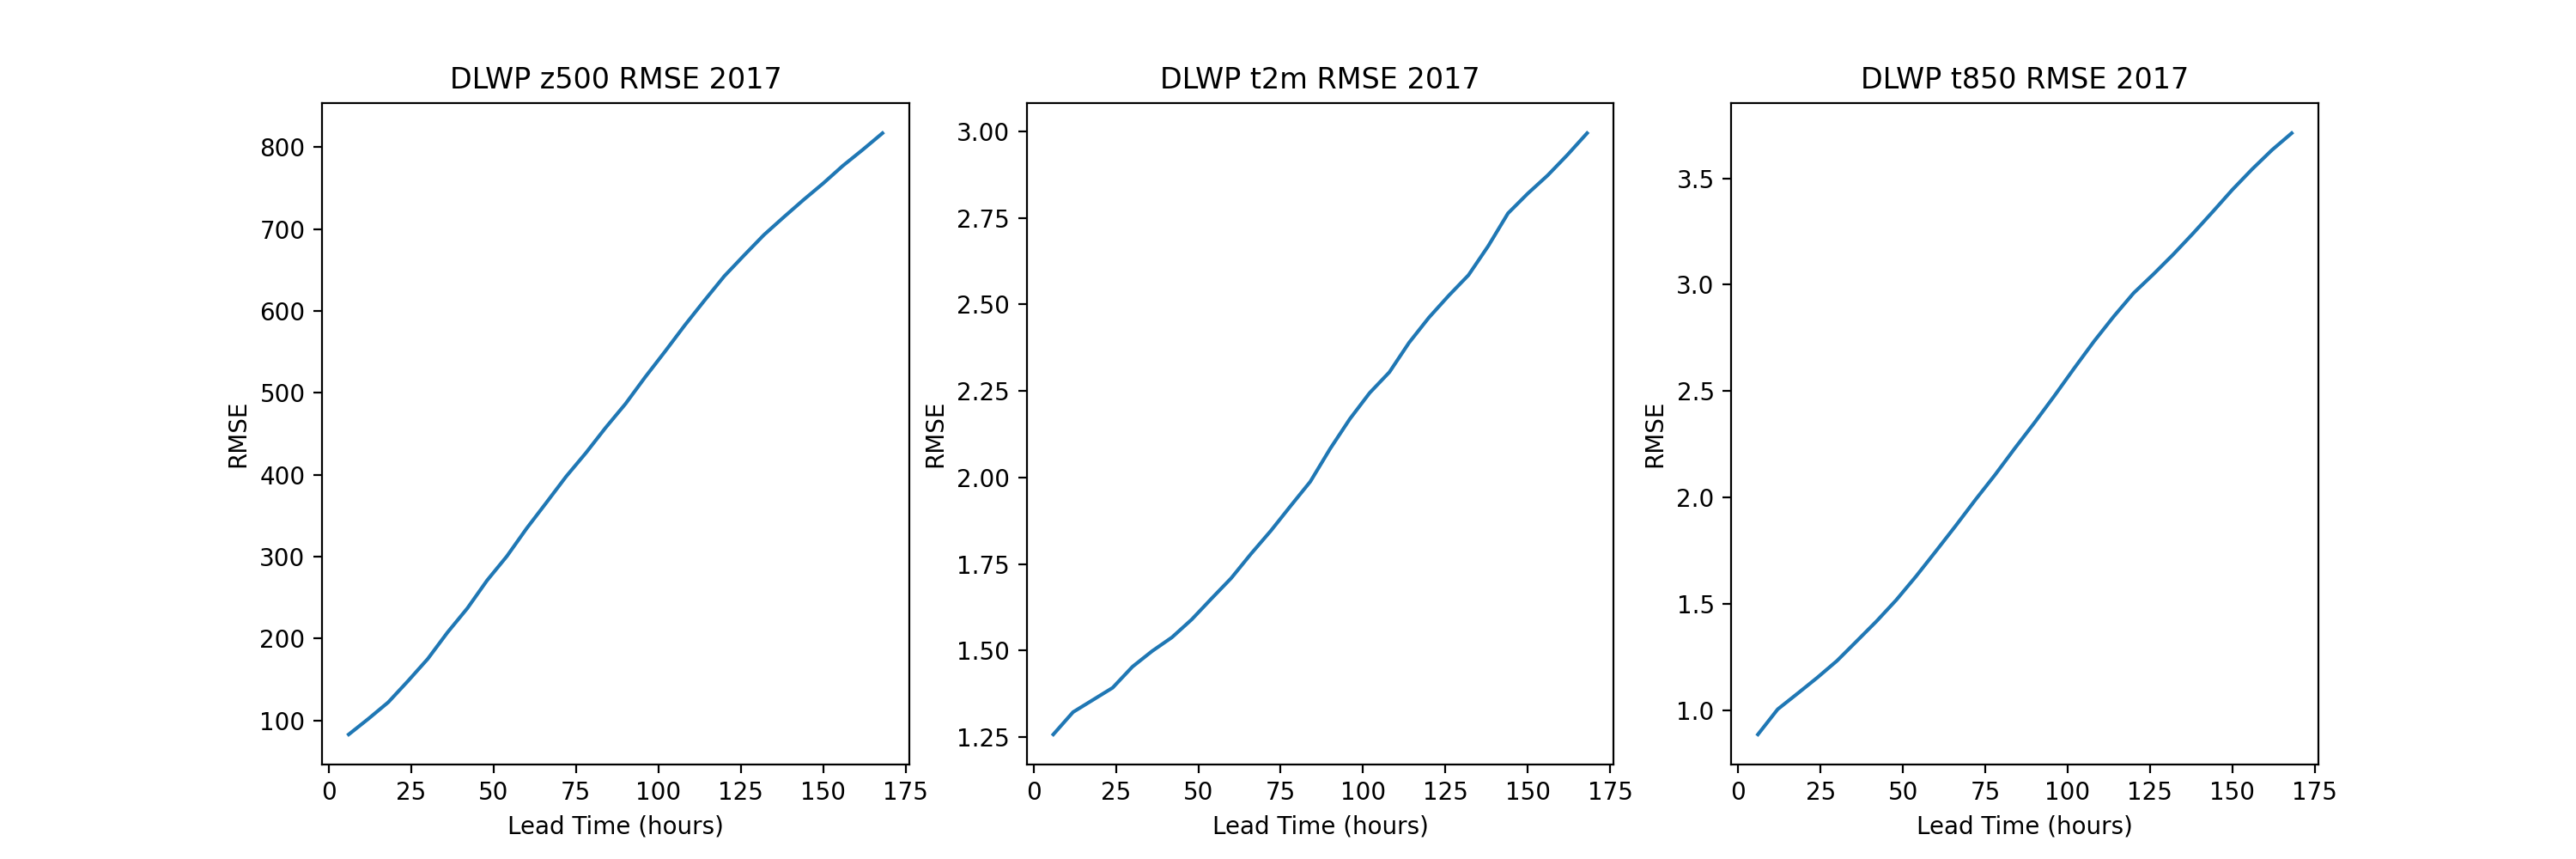 DLWP z500 RMSE 2017
800
700
600
500
400
300
200
100
RMSE
0 25 50 75 100 125 150 175
Lead Time (hours)
DLWP t2m RMSE 2017
3.00
2.75
2.50
2.25
2.00
1.75
1.50
1.25
RMSE
0 25 50 75 100 125 150 175
Lead Time (hours)
DLWP t850 RMSE 2017
3.5
3.0
2.5
2.0
1.5
1.0
RMSE
0 25 50 75 100 125 150 175
Lead Time (hours)